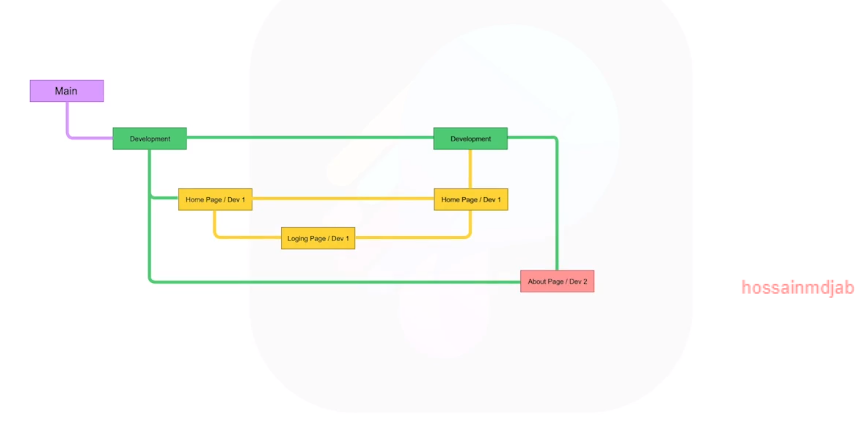 Main
Development
Development
Home Page / Dev 1
Home Page / Dev 1
Loging Page / Dev 1
About Page / Dev 2
hossainmdjab